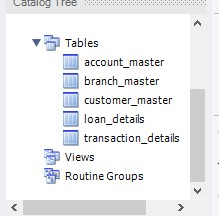 Catalog Tree
Tables
account_master
branch_master
customer_master
loan_details
transaction_details
Views
Routine Groups